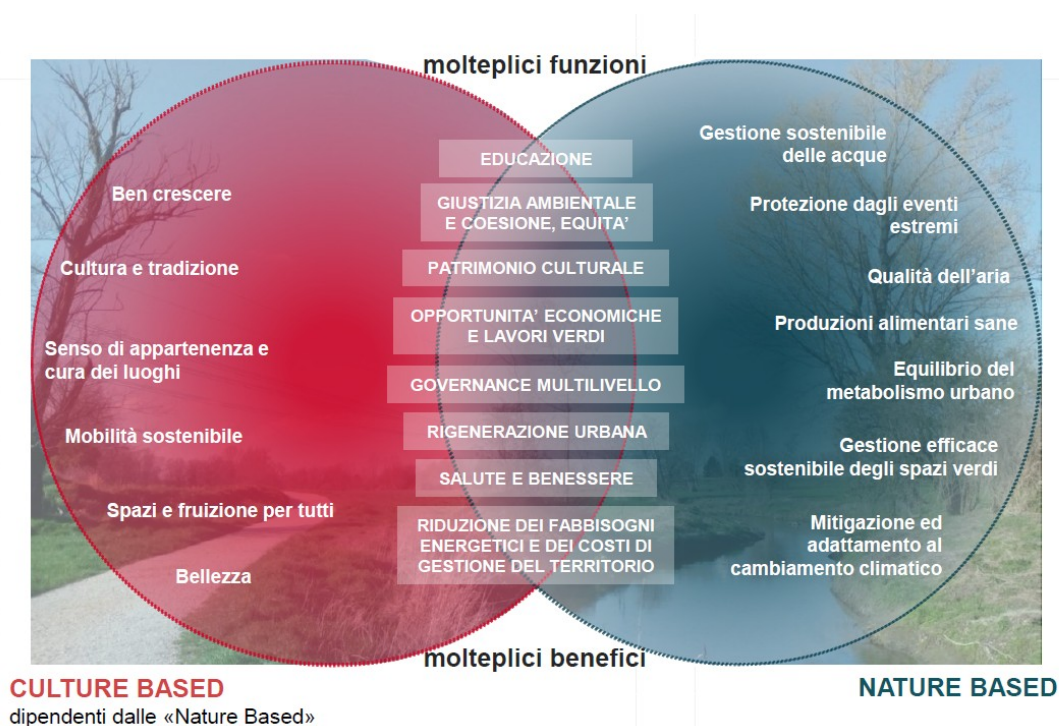 molteplici funzioni
Ben crescere
Cultura e tradizione
Senso di appartenenza e
cura dei luoghi
Mobilità sostenibile
Spazi e fruizione per tutti
Bellezza
EDUCAZIONE
GIUSTIZIA AMBIENTALE
E COESIONE, EQUITA’
PATRIMONIO CULTURALE
OPPORTUNITA’ ECONOMICHE
E LAVORI VERDI
GOVERNANCE MULTILIVELLO
RIGENERAZIONE URBANA
SALUTE E BENESSERE
RIDUZIONE DEI FABBISOGNI
ENERGETICI E DEI COSTI DI
GESTIONE DEL TERRITORIO
Gestione sostenibile
delle acque
Protezione dagli eventi
estremi
Qualità dell’aria
Produzioni alimentari sane
Equilibrio del
metabolismo urbano
Gestione efficace
sostenibile degli spazi verdi
Mitigazione ed
adattamento al
cambiamento climatico
molteplici benefici
CULTURE BASED
dipendenti dalle «Nature Based»
NATURE BASED